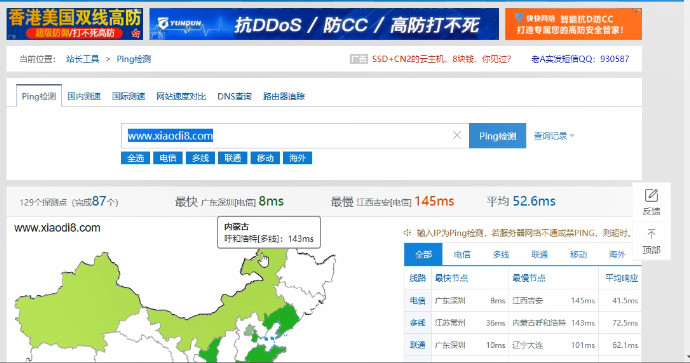 香港美国双线高防
超级防御/打不死高防
YUNDUN
抗DDoS / 防CC / 高防打不死
快快网络
智能抗D防CC
打造专属您的高防安全管家!
当前位置: 站长工具 > Ping检测
广告 SSD+CN2的云主机, 8块钱, 你见过? 老A实发短信QQ: 930587
Ping检测 国内测速 国际测速 网站速度对比 DNS查询 路由器追踪
www.xiaodi8.com
Ping检测
查询记录
全选 电信 多线 联通 移动 海外
129个探测点 (完成87个) 最快 广东深圳[电信] 8ms 最慢 江西吉安[电信] 145ms 平均 52.6ms
反馈
顶部
www.xiaodi8.com
内蒙古
呼和浩特[多线]: 143ms
输入IP为Ping检测, 若服务器网络不通或禁PING, 则超时。
全部 电信 多线 联通 移动 海外
线路 最快节点 最慢节点 平均响应
电信 广东深圳 8ms 江西吉安 145ms 41.5ms
多线 江苏常州 36ms 内蒙古呼和浩特 143ms 72.5ms
联通 广东深圳 10ms 辽宁大连 101ms 62.1ms